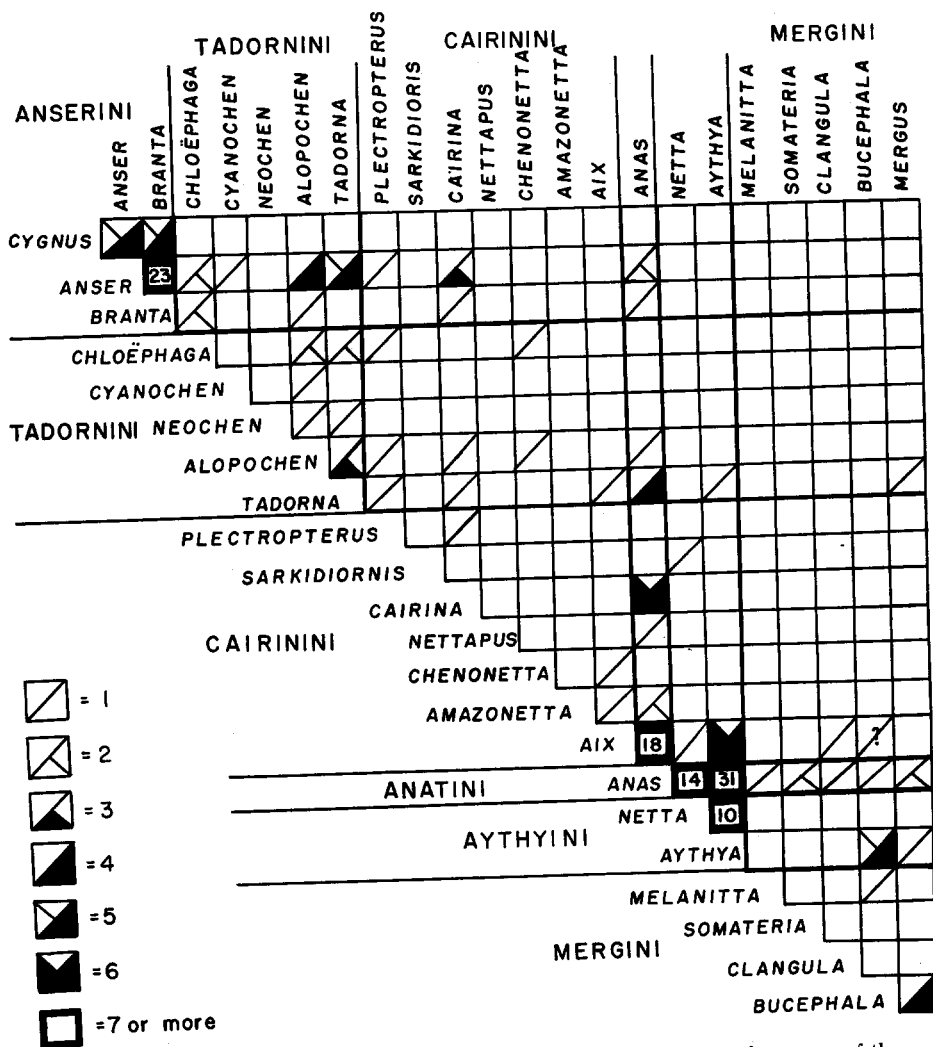 TADORNINI
CAIRININI
MERGINI
ANSERINI
ANSER
BRANTA
CHLOËPHAGA
CYANOCHEN
NEOCHEN
ALOPOCHEN
TADORNA
PLECTROPTERUS
SARKIDIORIS
CAIRINA
NETTAPUS
CHENONETTA
AMAZONETTA
AIX
ANAS
NETTA
AYTHYA
MELANITTA
SOMATERIA
CLANGULA
BUCEPHALA
MERGUS
CYGNUS
ANSER 23
BRANTA
CHLOËPHAGA
CYANOCHEN
TADORNINI NEOCHEN
ALOPOCHEN
TADORNA
PLECTROPTERUS
SARKIDIORNIS
CAIRINA
CAIRININI NETTAPUS
CHENONETTA
AMAZONETTA
AIX 18 ?
ANATINI ANAS 14 31
NETTA 10
AYTHYINI
AYTHYA
MELANITTA
SOMATERIA
MERGINI
CLANGULA
BUCEPHALA
= 1
= 2
= 3
= 4
= 5
= 6
= 7 or more